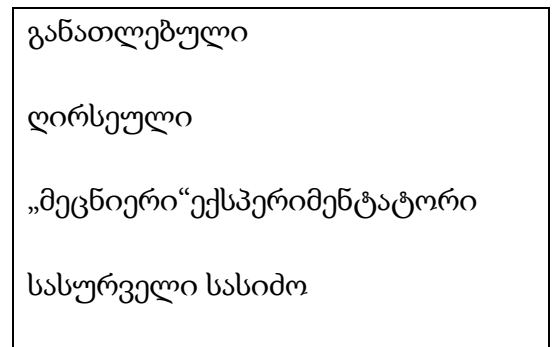 განათლებული
ღირსეული
„მეცნიერი“ექსპერიმენტატორი
სასურველი სასიძო